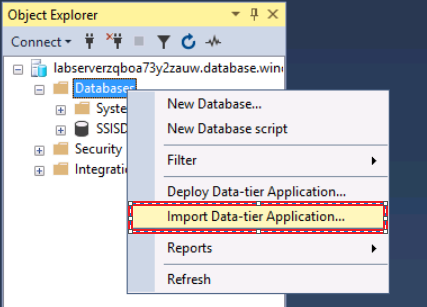 Object Explorer
Connect
labserverzqboa73y2zauw.database.wind
Databases
Syste
SSISD
Security
Integratio
New Database...
New Database script
Filter
Deploy Data-tier Application...
Import Data-tier Application...
Reports
Refresh